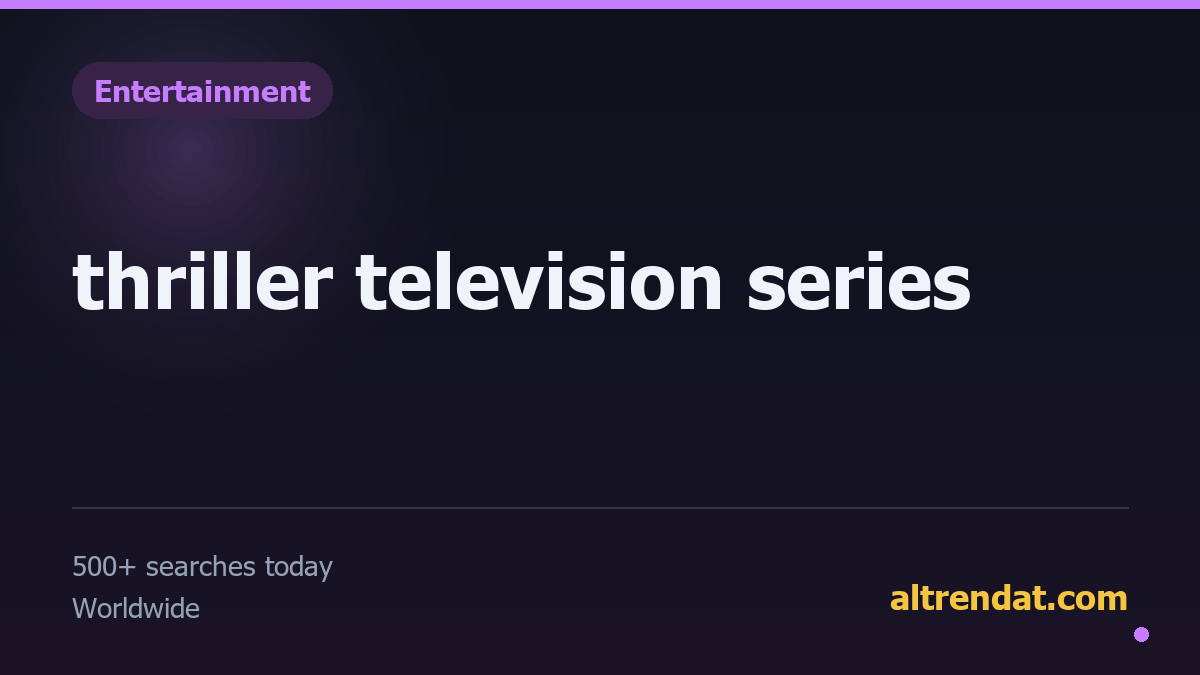 Entertainment
thriller television series
500+ searches today
Worldwide
altrendat.com